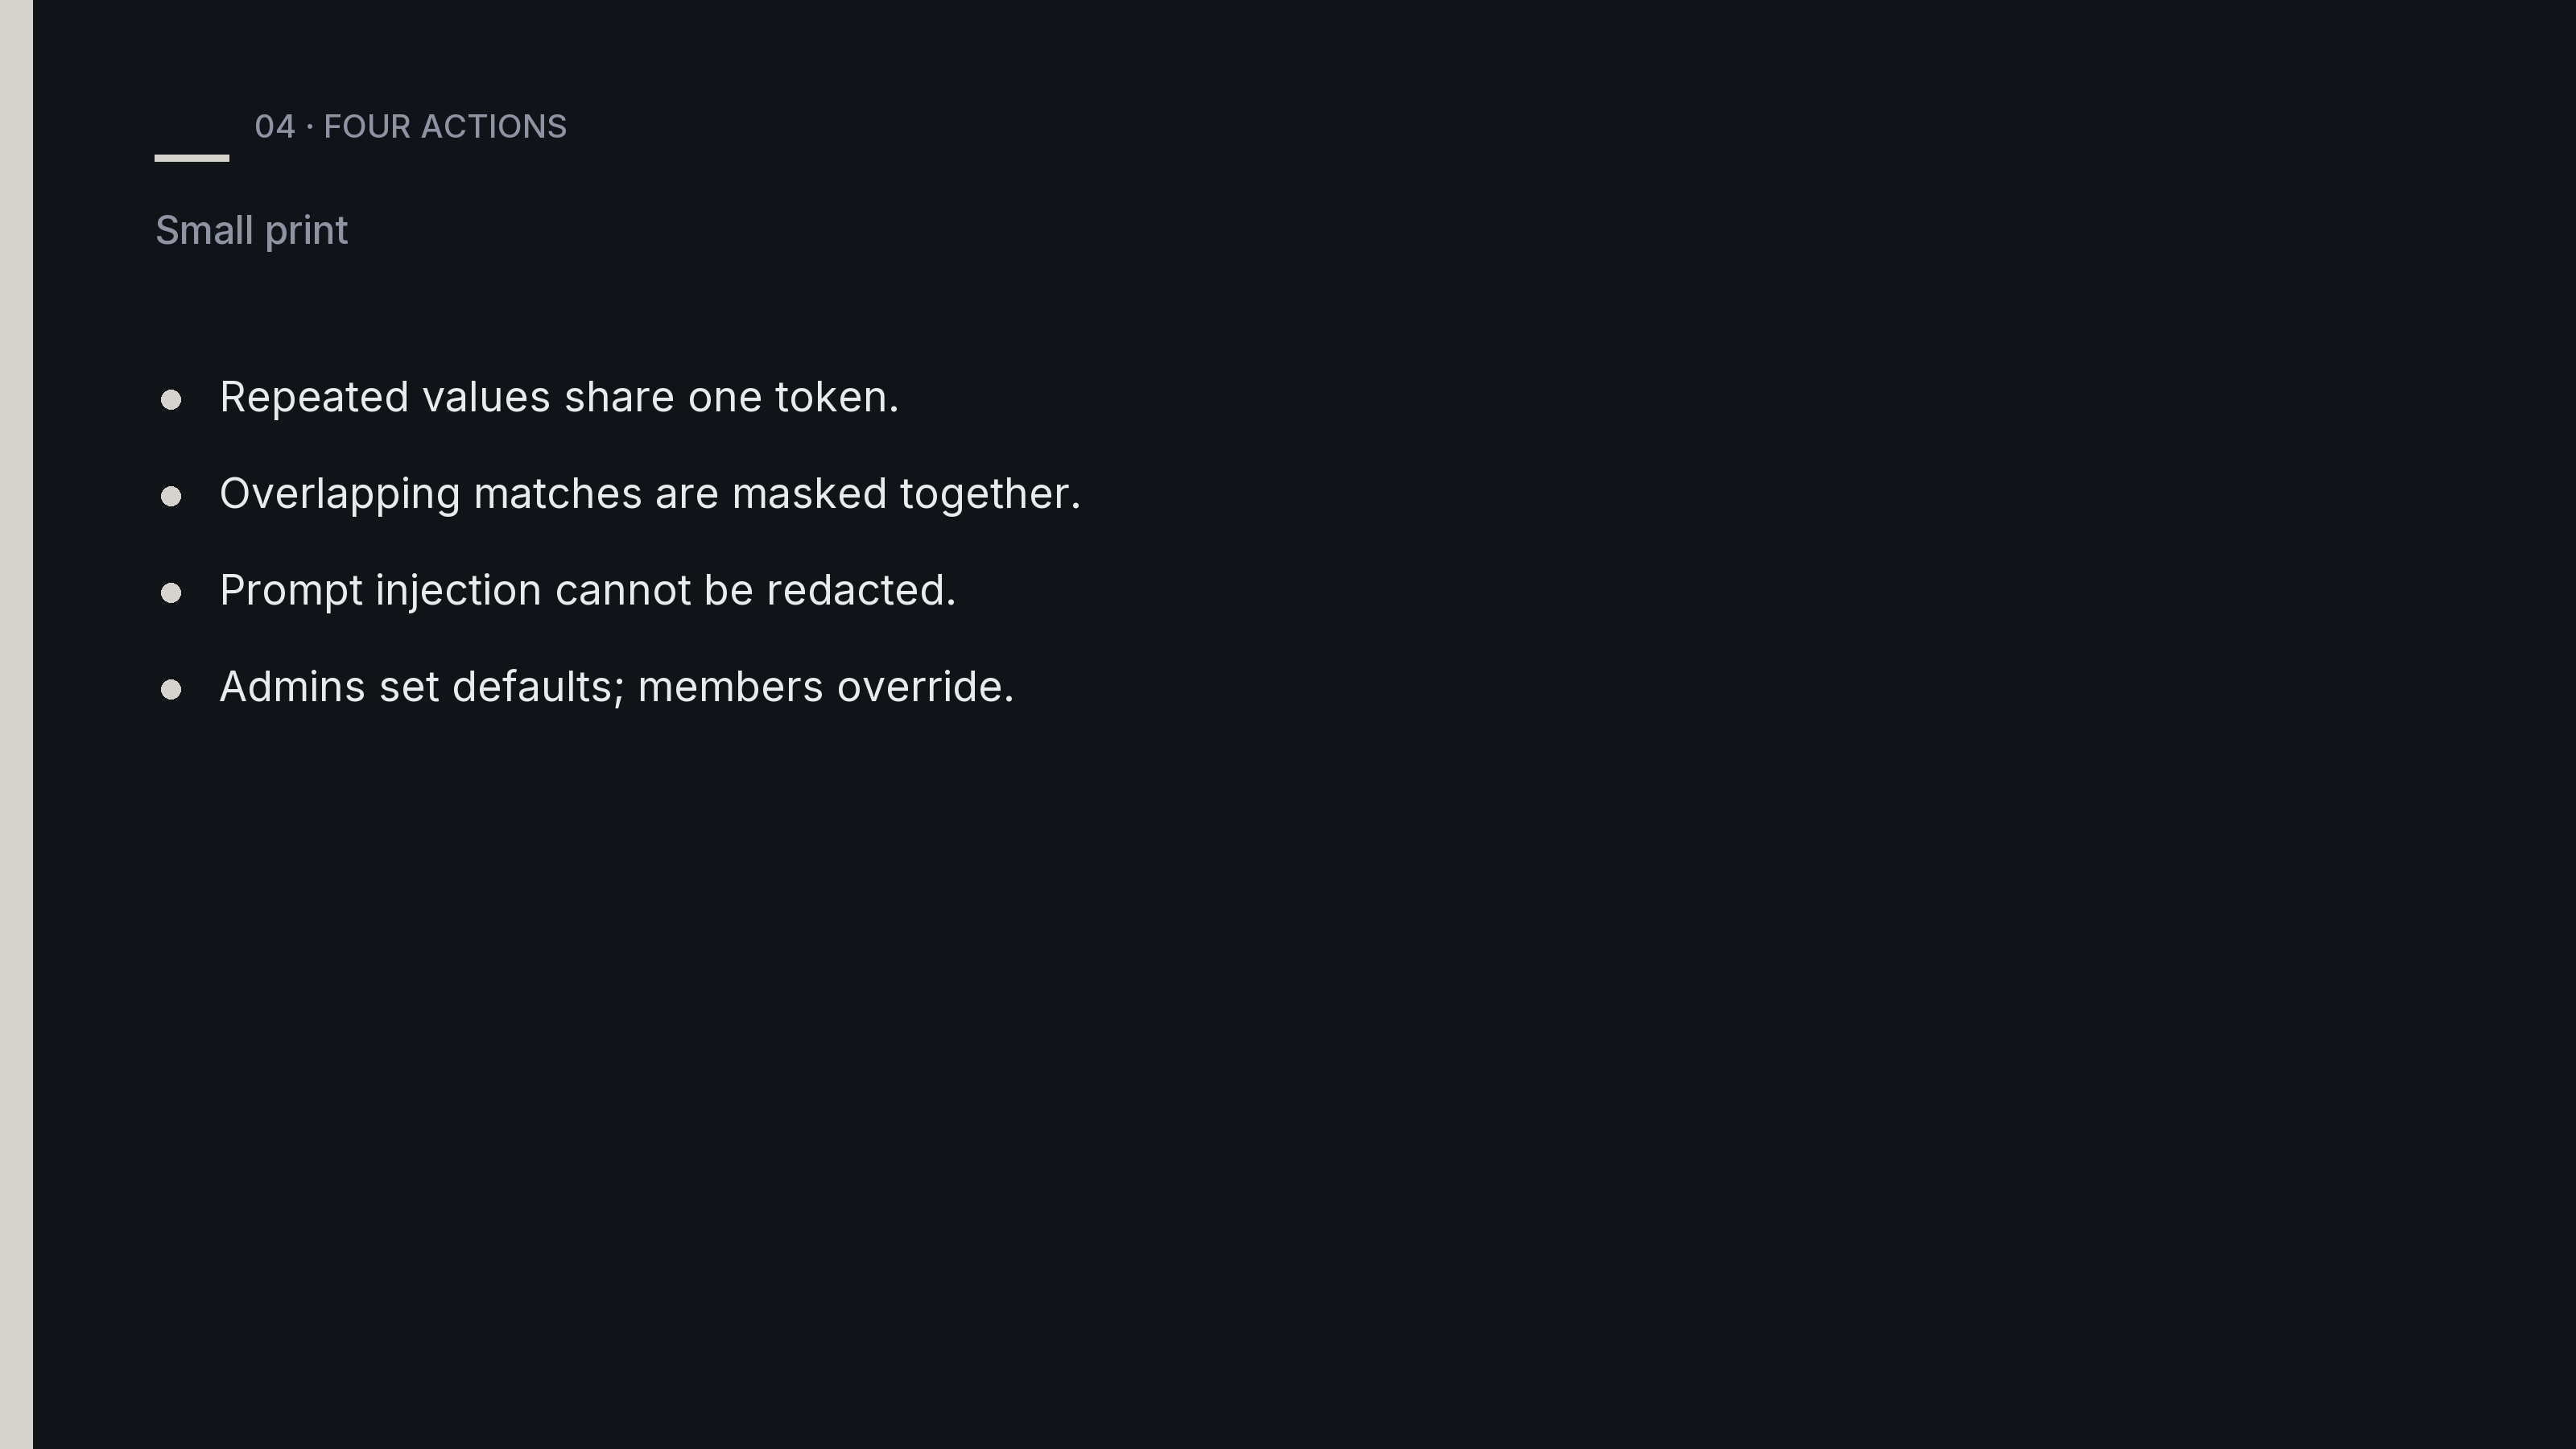 04 · FOUR ACTIONS
Small print
Repeated values share one token.
Overlapping matches are masked together.
Prompt injection cannot be redacted.
Admins set defaults; members override.